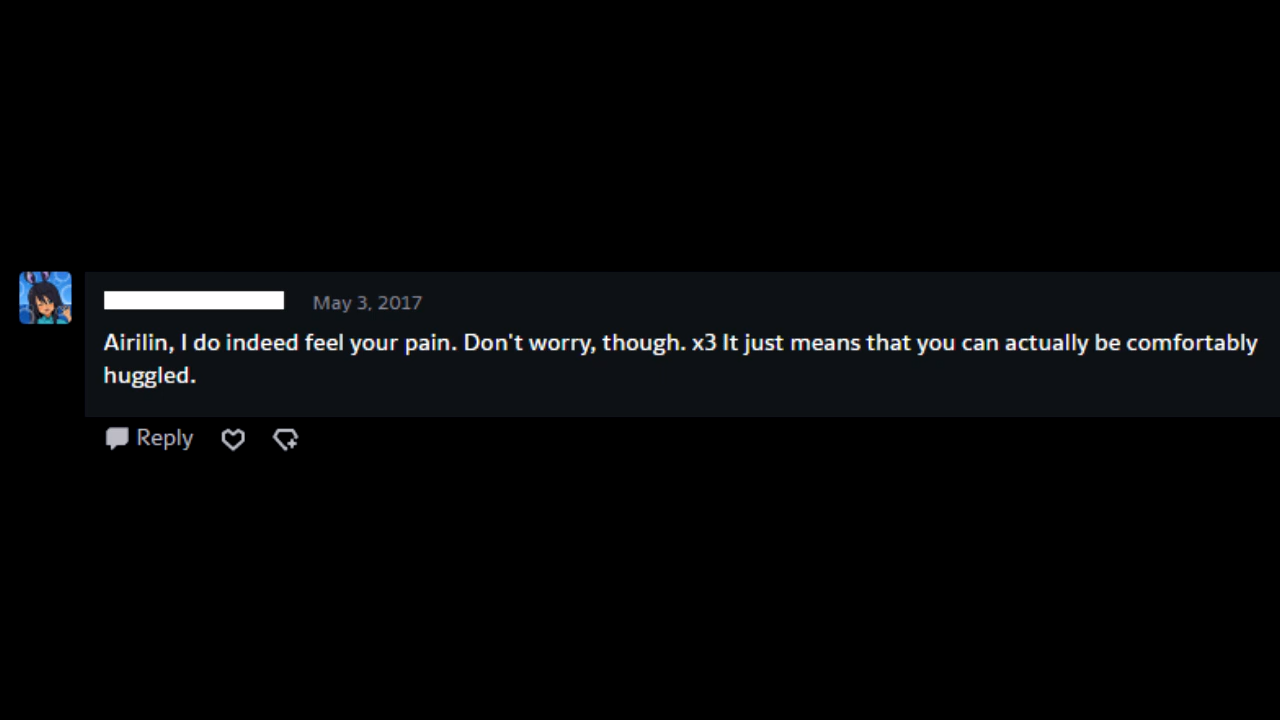 May 3, 2017
Airilin, I do indeed feel your pain. Don't worry, though. x3 It just means that you can actually be comfortably
huggled.
Reply